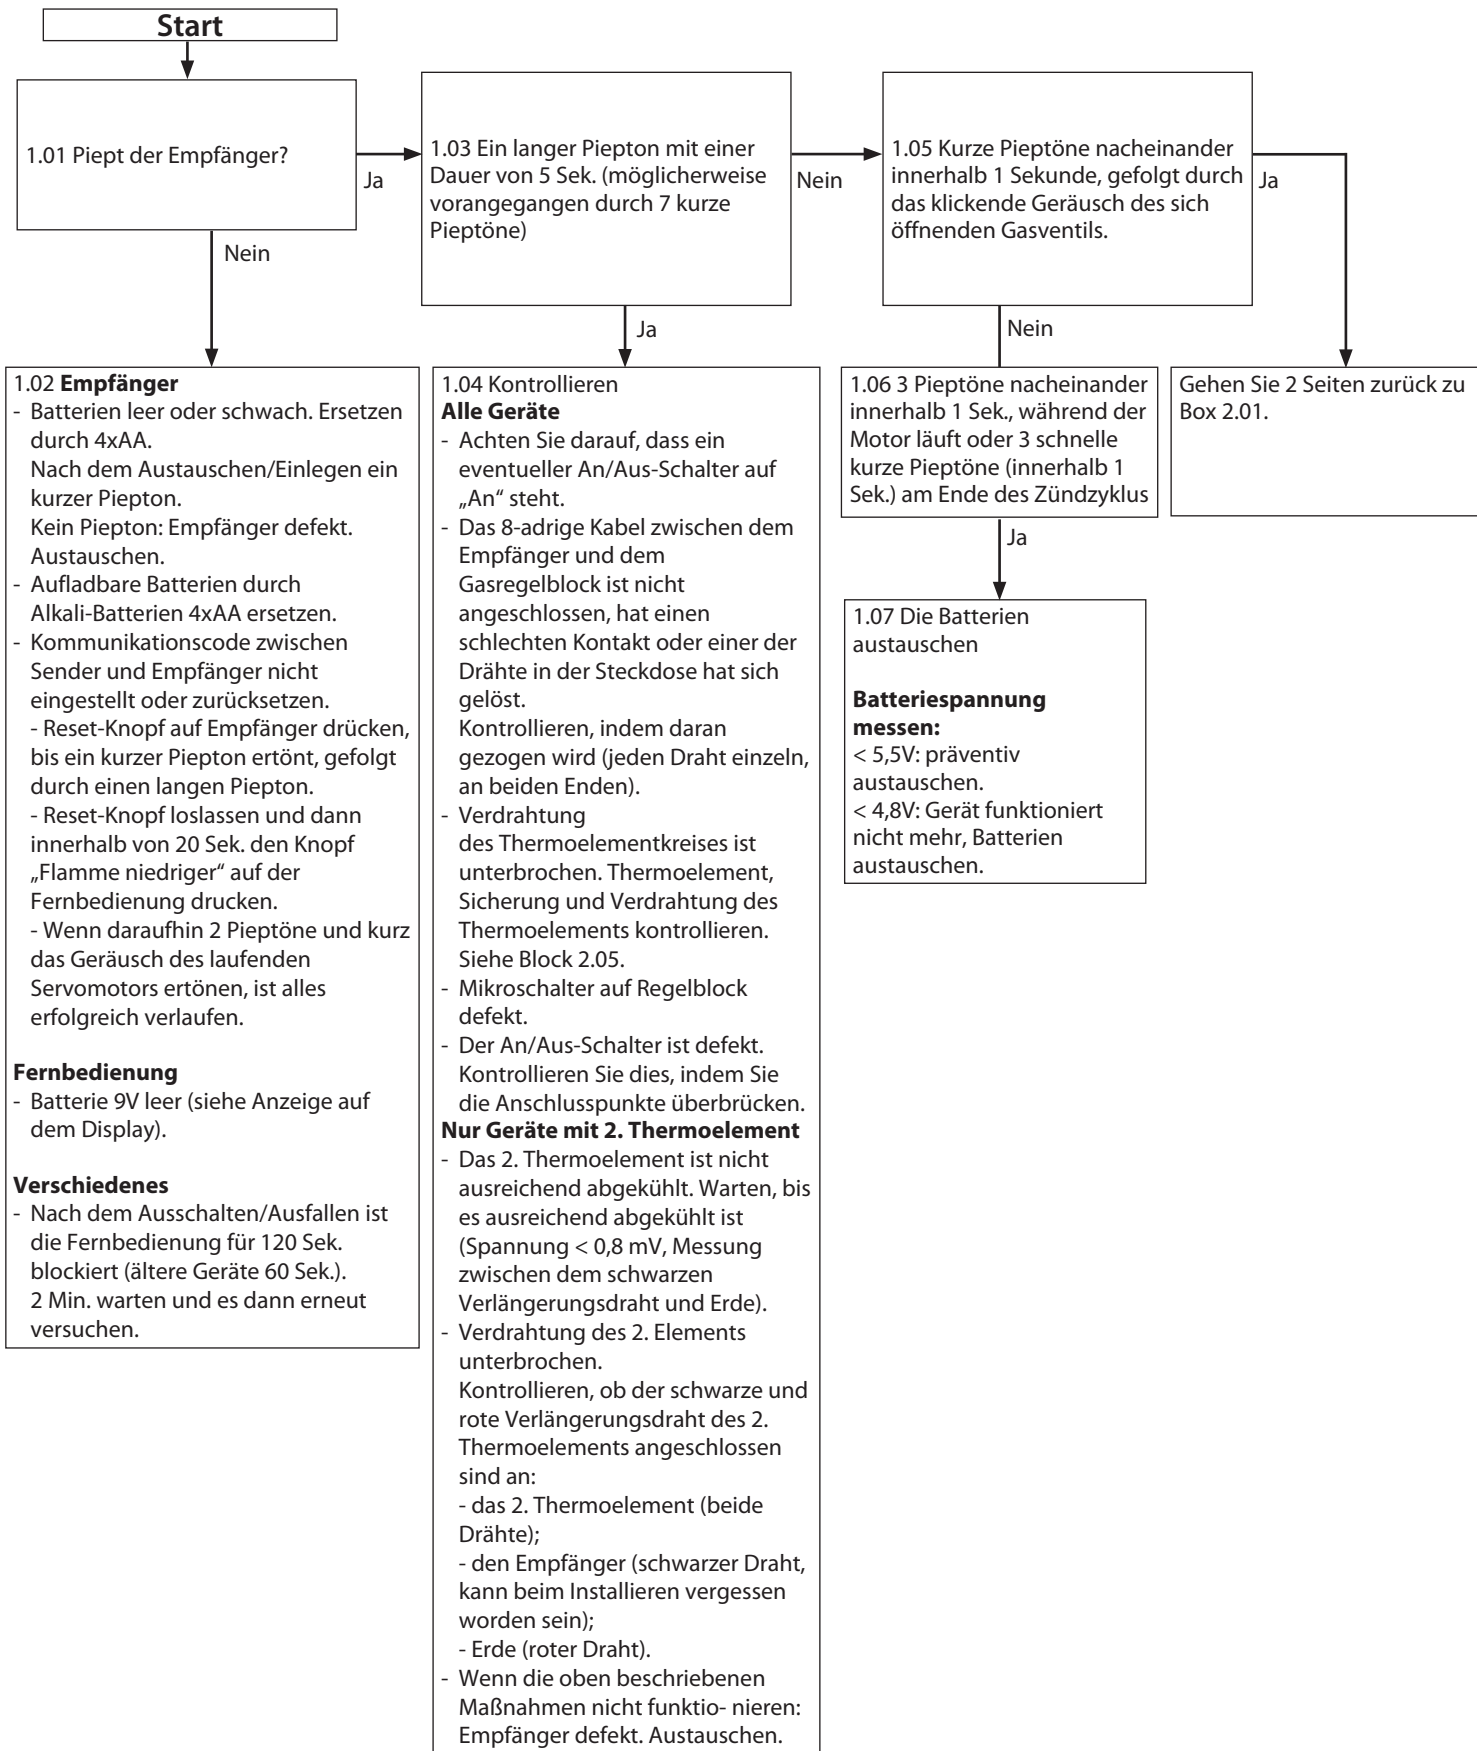 Start
1.01 Piept der Empfänger?
Ja
Nein
1.03 Ein langer Piepton mit einer
Dauer von 5 Sek. (möglicherweise
vorangegangen durch 7 kurze
Pieptöne)
Nein
Ja
1.05 Kurze Pieptöne nacheinander
innerhalb 1 Sekunde, gefolgt durch
das klickende Geräusch des sich
öffnenden Gasventils.
Ja
Nein
1.02 Empfänger
- Batterien leer oder schwach. Ersetzen
durch 4xAA.
Nach dem Austauschen/Einlegen ein
kurzer Piepton.
Kein Piepton: Empfänger defekt.
Austauschen.
- Aufladbare Batterien durch
Alkali-Batterien 4xAA ersetzen.
- Kommunikationscode zwischen
Sender und Empfänger nicht
eingestellt oder zurücksetzen.
- Reset-Knopf auf Empfänger drücken,
bis ein kurzer Piepton ertönt, gefolgt
durch einen langen Piepton.
- Reset-Knopf loslassen und dann
innerhalb von 20 Sek. den Knopf
„Flamme niedriger“ auf der
Fernbedienung drucken.
- Wenn daraufhin 2 Pieptöne und kurz
das Geräusch des laufenden
Servomotors ertönen, ist alles
erfolgreich verlaufen.
Fernbedienung
- Batterie 9V leer (siehe Anzeige auf
dem Display).
Verschiedenes
- Nach dem Ausschalten/Ausfallen ist
die Fernbedienung für 120 Sek.
blockiert (ältere Geräte 60 Sek.).
2 Min. warten und es dann erneut
versuchen.
1.04 Kontrollieren
Alle Geräte
- Achten Sie darauf, dass ein
eventueller An/Aus-Schalter auf
„An“ steht.
- Das 8-adrige Kabel zwischen dem
Empfänger und dem
Gasregelblock ist nicht
angeschlossen, hat einen
schlechten Kontakt oder einer der
Drähte in der Steckdose hat sich
gelöst.
Kontrollieren, indem daran
gezogen wird (jeden Draht einzeln,
an beiden Enden).
- Verdrahtung
des Thermoelementkreises ist
unterbrochen. Thermoelement,
Sicherung und Verdrahtung des
Thermoelements kontrollieren.
Siehe Block 2.05.
- Mikroschalter auf Regelblock
defekt.
- Der An/Aus-Schalter ist defekt.
Kontrollieren Sie dies, indem Sie
die Anschlusspunkte überbrücken.
Nur Geräte mit 2. Thermoelement
- Das 2. Thermoelement ist nicht
ausreichend abgekühlt. Warten, bis
es ausreichend abgekühlt ist
(Spannung < 0,8 mV, Messung
zwischen dem schwarzen
Verlängerungsdraht und Erde).
- Verdrahtung des 2. Elements
unterbrochen.
Kontrollieren, ob der schwarze und
rote Verlängerungsdraht des 2.
Thermoelements angeschlossen
sind an:
- das 2. Thermoelement (beide
Drähte);
- den Empfänger (schwarzer Draht,
kann beim Installieren vergessen
worden sein);
- Erde (roter Draht).
- Wenn die oben beschriebenen
Maßnahmen nicht funktio- nieren:
Empfänger defekt. Austauschen.
1.06 3 Pieptöne nacheinander
innerhalb 1 Sek., während der
Motor läuft oder 3 schnelle
kurze Pieptöne (innerhalb 1
Sek.) am Ende des Zündzyklus
Ja
1.07 Die Batterien
austauschen
Batteriespannung
messen:
< 5,5V: präventiv
austauschen.
< 4,8V: Gerät funktioniert
nicht mehr, Batterien
austauschen.
Gehen Sie 2 Seiten zurück zu
Box 2.01.